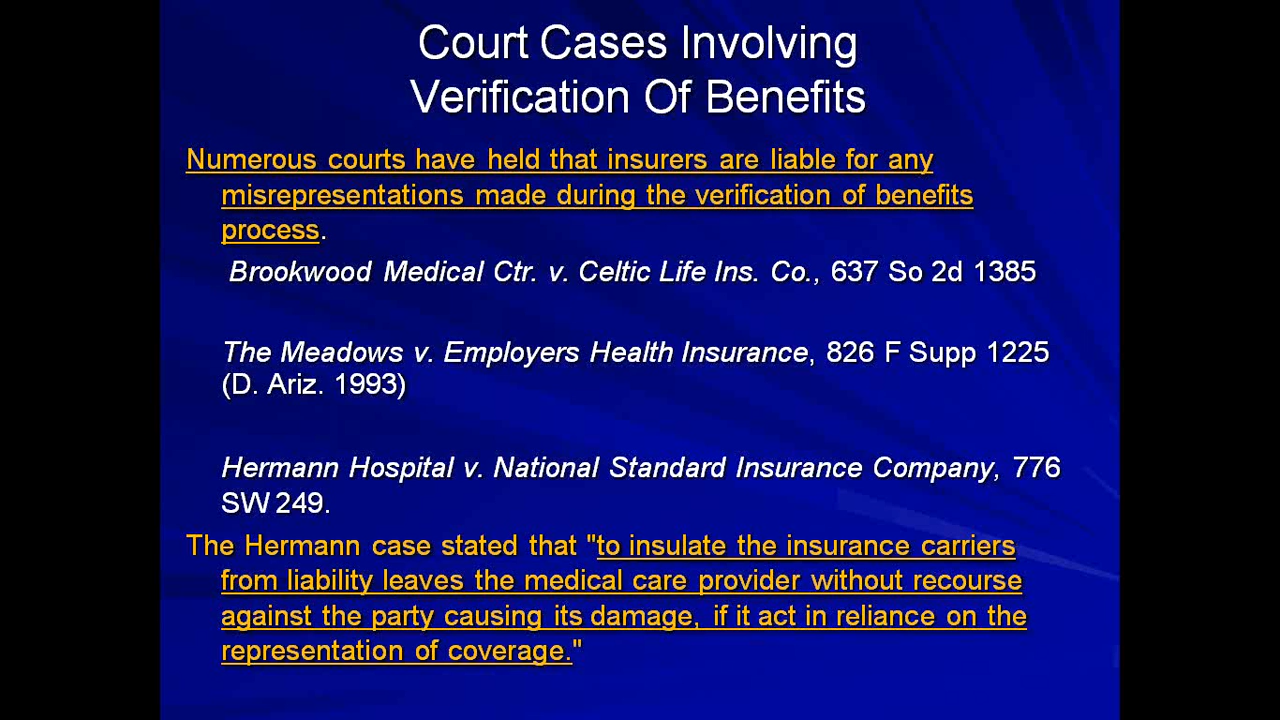 Court Cases Involving
Verification Of Benefits
Numerous courts have held that insurers are liable for any
misrepresentations made during the verification of benefits
process.
Brookwood Medical Ctr. v. Celtic Life Ins. Co., 637 So 2d 1385
The Meadows v. Employers Health Insurance, 826 F Supp 1225
(D. Ariz. 1993)
Hermann Hospital v. National Standard Insurance Company, 776
SW 249.
The Hermann case stated that "to insulate the insurance carriers
from liability leaves the medical care provider without recourse
against the party causing its damage, if it act in reliance on the
representation of coverage."